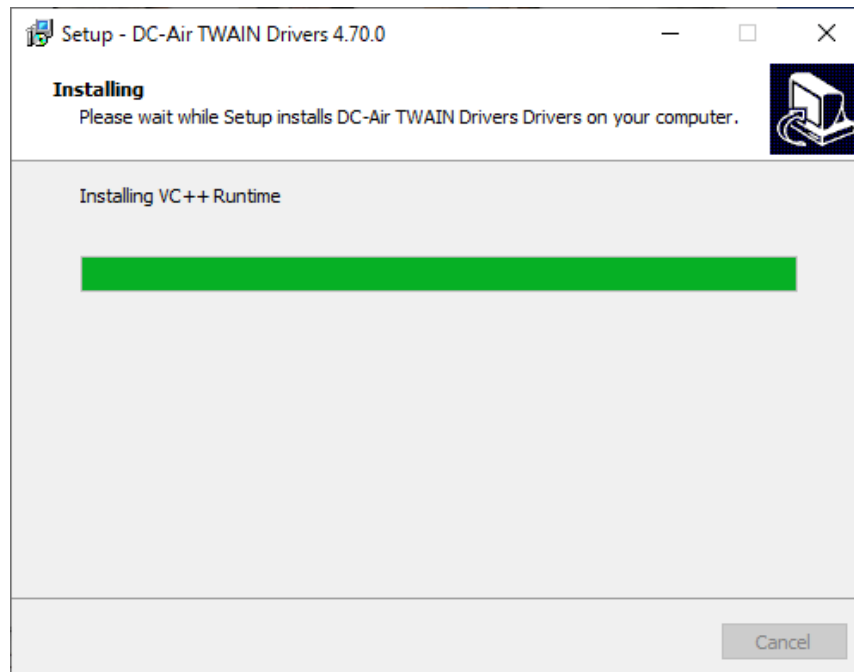 Setup - DC-Air TWAIN Drivers 4.70.0
Installing
Please wait while Setup installs DC-Air TWAIN Drivers Drivers on your computer.
Installing VC++ Runtime
Cancel